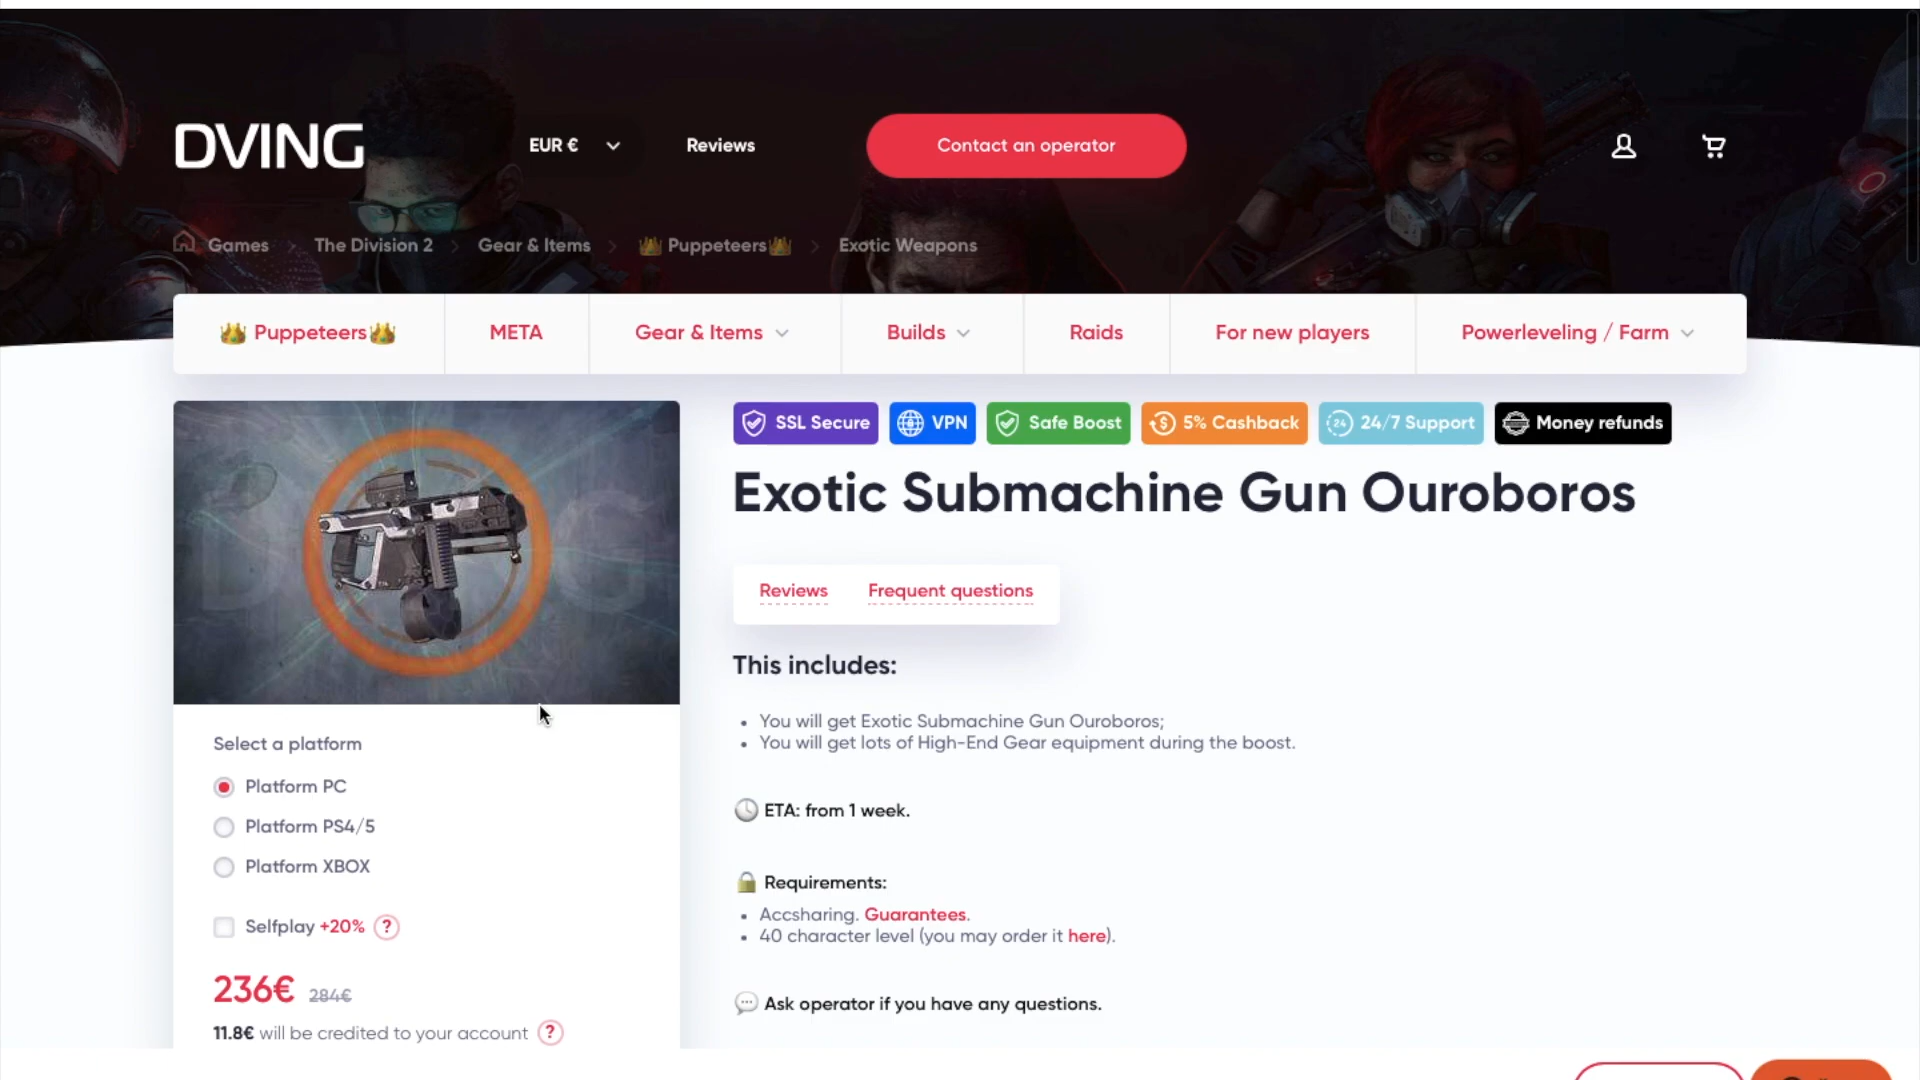 DVING
EUR €
Reviews
Contact an operator
Games > The Division 2 > Gear & Items > Puppeteers > Exotic Weapons
Puppeteers
META
Gear & Items
Builds
Raids
For new players
Powerleveling / Farm
SSL Secure
VPN
Safe Boost
5% Cashback
24/7 Support
Money refunds
Exotic Submachine Gun Ouroboros
Reviews
Frequent questions
This includes:
• You will get Exotic Submachine Gun Ouroboros;
• You will get lots of High-End Gear equipment during the boost.
ETA: from 1 week.
Requirements:
• Accsharing. Guarantees.
• 40 character level (you may order it here).
Ask operator if you have any questions.
Select a platform
Platform PC
Platform PS4/5
Platform XBOX
Selfplay +20% ?
236€ 284€
11.8€ will be credited to your account ?